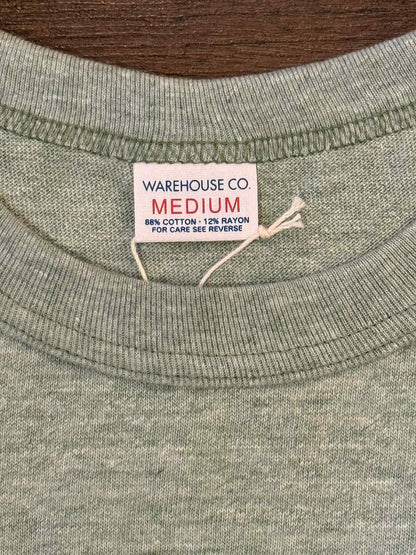 WAREHOUSE CO.
MEDIUM
88% COTTON · 12% RAYON
FOR CARE SEE REVERSE